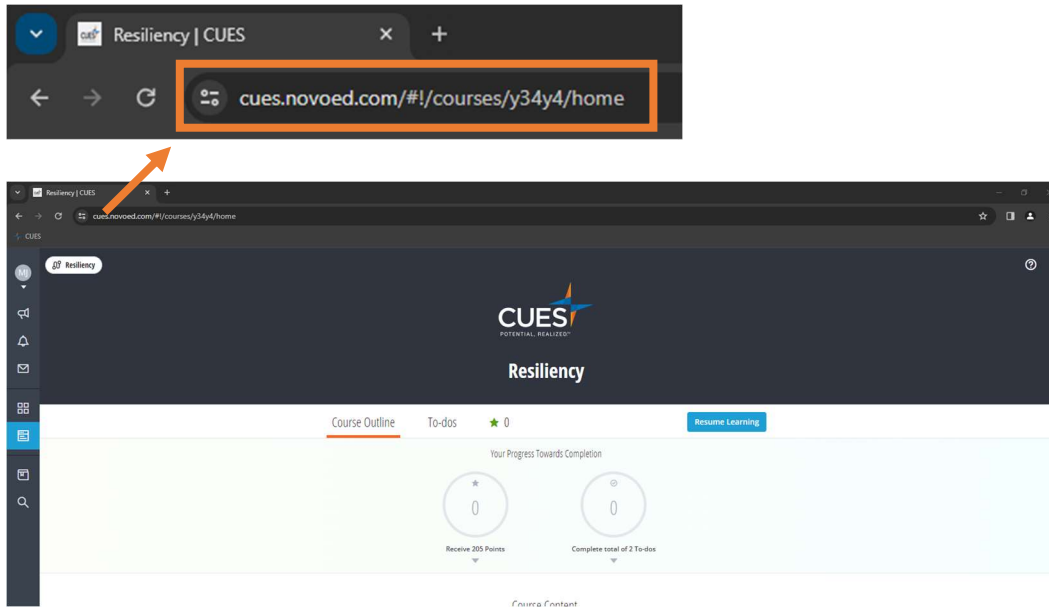 Resiliency | CUES
cues.novoed.com/#!/courses/y34y4/home
Resiliency | CUES
cues.novoed.com/#!/courses/y34y4/home
CUES
MJ
Resiliency
CUES
POTENTIAL. REALIZED™
Resiliency
Course Outline To-dos 0 Resume Learning
Your Progress Towards Completion
0 0
Receive 205 Points Complete total of 2 To-dos
Course Content